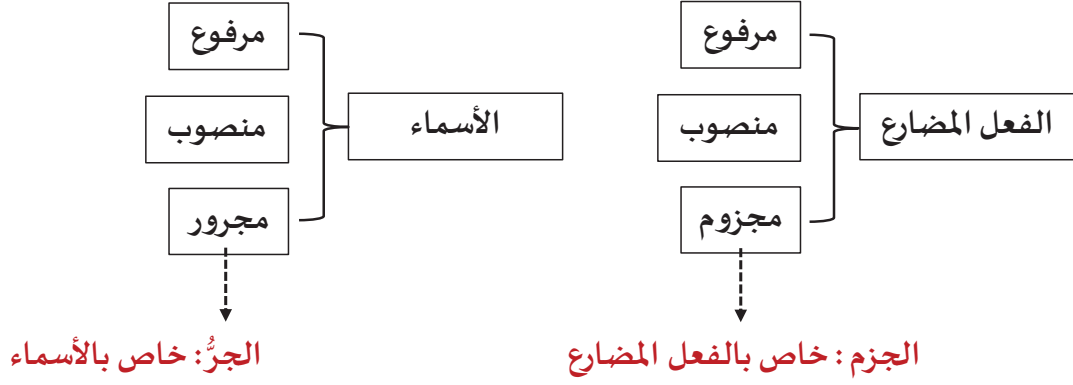 مرفوع
منصوب
الفعل المضارع
مجزوم
الجزم : خاص بالفعل المضارع
مرفوع
منصوب
الأسماء
مجرور
الجرُّ: خاص بالأسماء